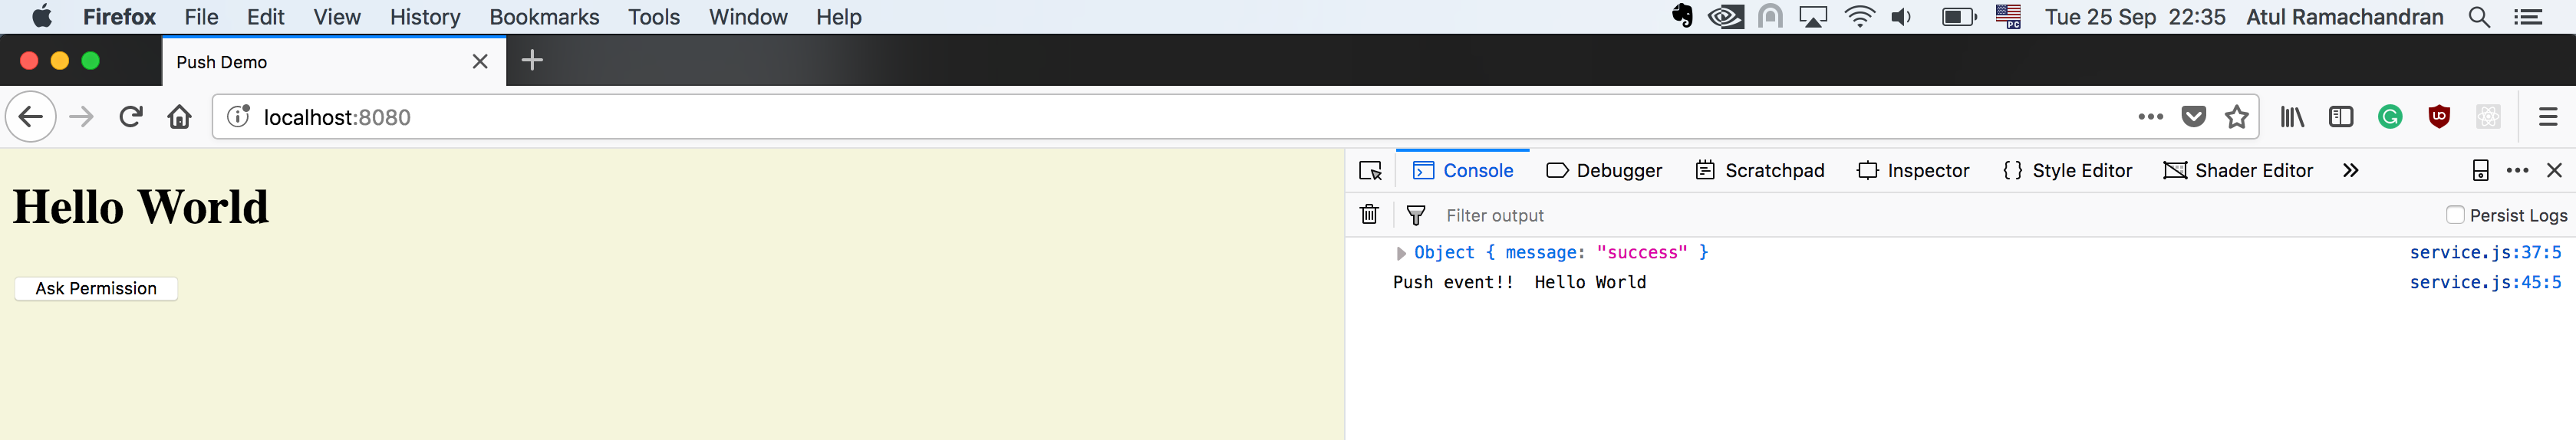 Firefox File Edit View History Bookmarks Tools Window Help Tue 25 Sep 22:35 Atul Ramachandran
Push Demo
localhost:8080
Hello World
Ask Permission
Console Debugger Scratchpad Inspector {} Style Editor Shader Editor
Filter output Persist Logs
Object { message: "success" } service.js:37:5
Push event!! Hello World service.js:45:5